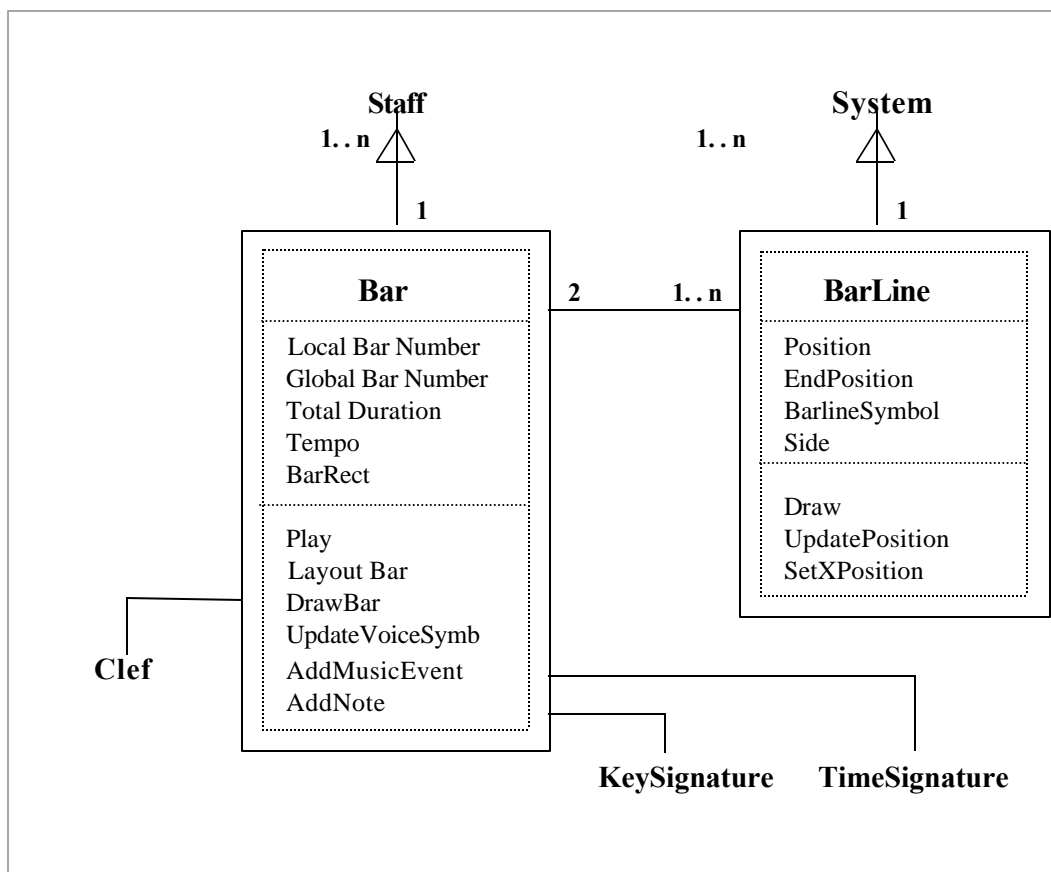 Staff
System
1. . n
1. . n
1
1
Bar
2
1. . n
BarLine
Local Bar Number
Global Bar Number
Total Duration
Tempo
BarRect
Position
EndPosition
BarlineSymbol
Side
Play
Layout Bar
DrawBar
UpdateVoiceSymb
AddMusicEvent
AddNote
Draw
UpdatePosition
SetXPosition
Clef
KeySignature
TimeSignature